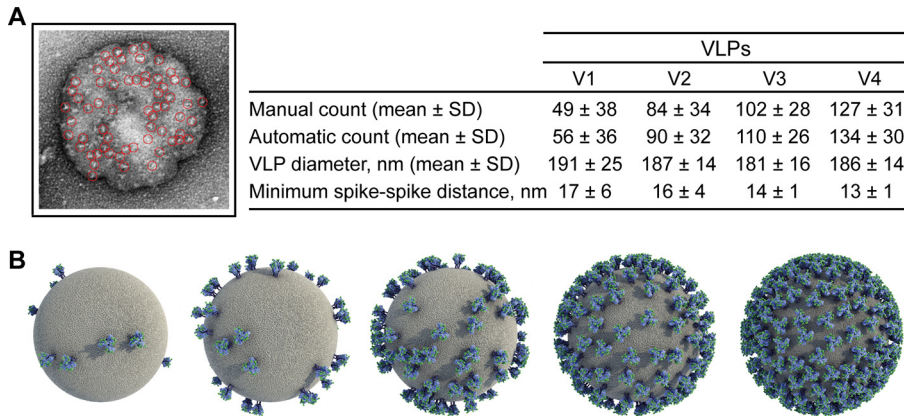 A
VLPs
V1 V2 V3 V4
Manual count (mean ± SD) 49 ± 38 84 ± 34 102 ± 28 127 ± 31
Automatic count (mean ± SD) 56 ± 36 90 ± 32 110 ± 26 134 ± 30
VLP diameter, nm (mean ± SD) 191 ± 25 187 ± 14 181 ± 16 186 ± 14
Minimum spike-spike distance, nm 17 ± 6 16 ± 4 14 ± 1 13 ± 1
B